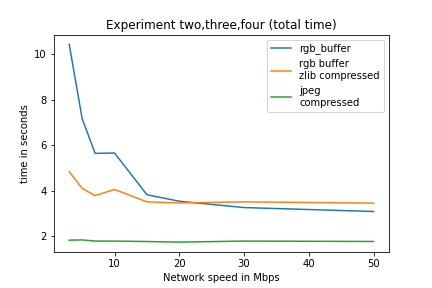 Experiment two,three,four (total time)
rgb_buffer
rgb buffer
zlib compressed
jpeg
compressed
time in seconds
10
8
6
4
2
10
20
30
40
50
Network speed in Mbps